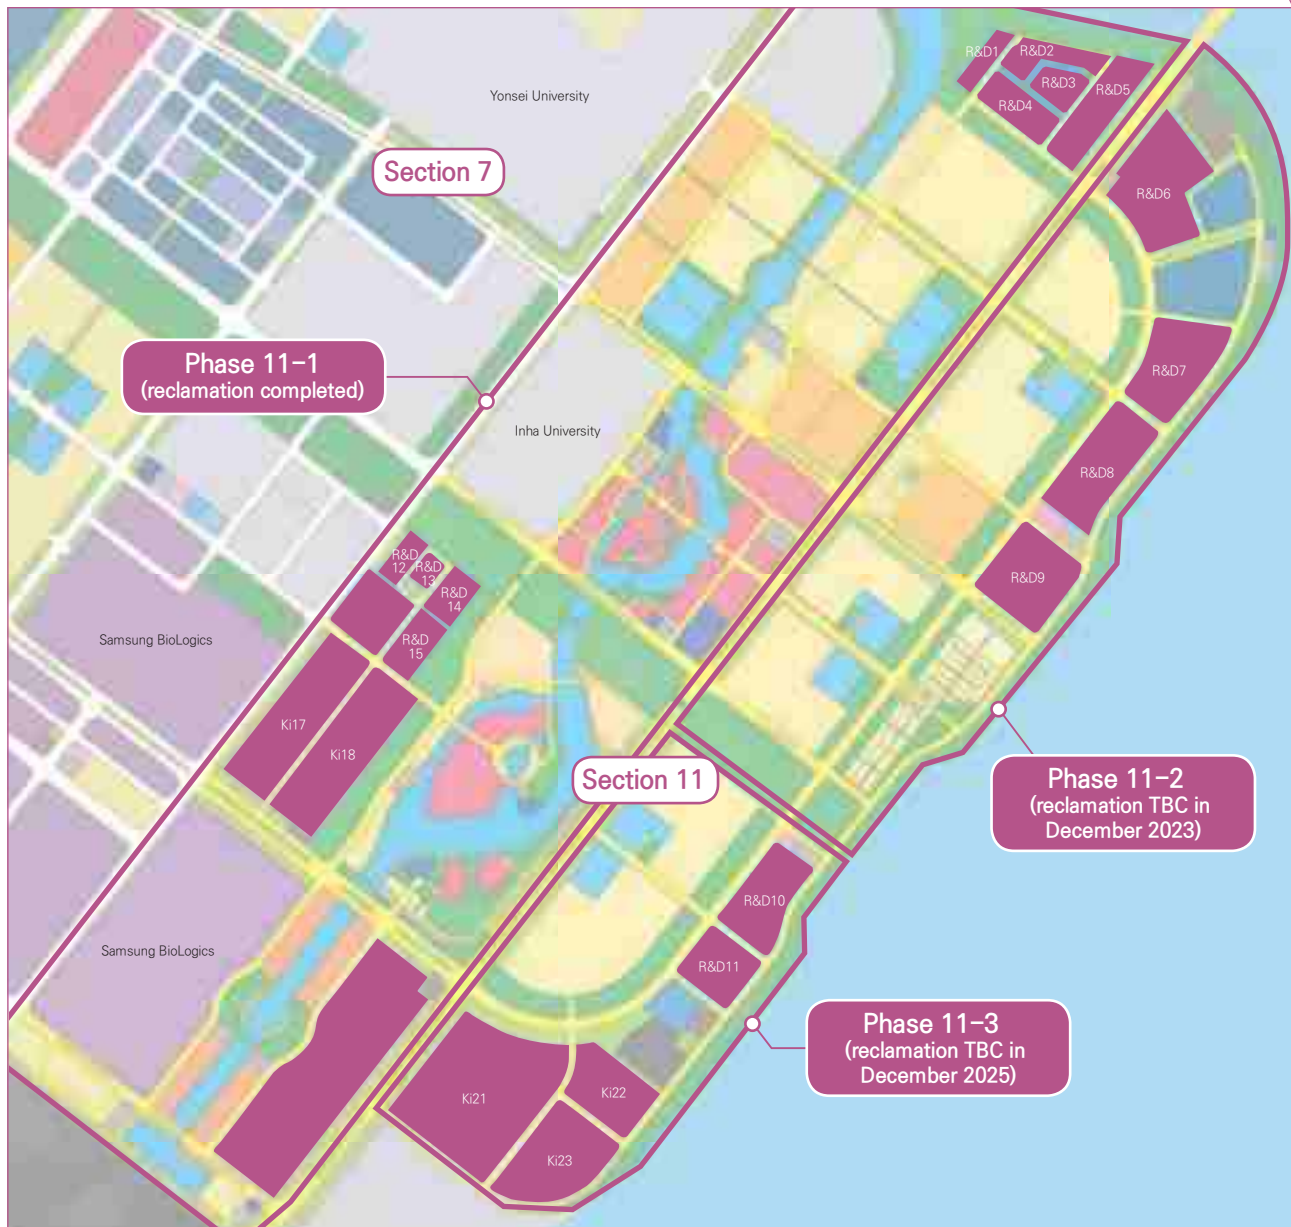 R&D1
R&D2
R&D3
R&D4
R&D5
Yonsei University
Section 7
R&D6
Phase 11-1
(reclamation completed)
R&D7
Inha University
R&D8
R&D
12
R&D
13
R&D9
R&D
14
R&D
15
Samsung BioLogics
Ki17
Ki18
Section 11
Phase 11-2
(reclamation TBC in
December 2023)
R&D10
Samsung BioLogics
R&D11
Phase 11-3
(reclamation TBC in
December 2025)
Ki21
Ki22
Ki23